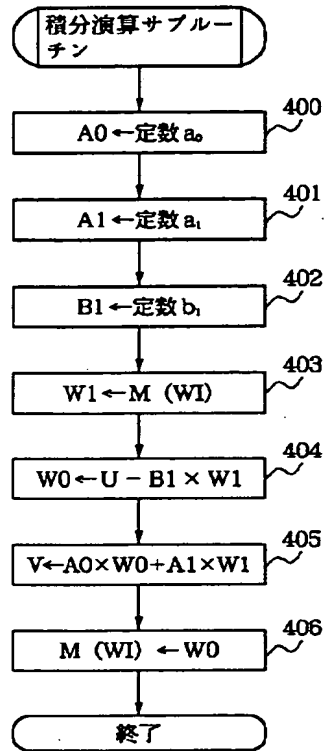 積分演算サブルー
チン
400
A0←定数a₀
401
A1←定数a₁
402
B1←定数b₁
403
W1←M (WI)
404
W0←U − B1 × W1
405
V←A0×W0+A1×W1
406
M (WI) ←W0
終了